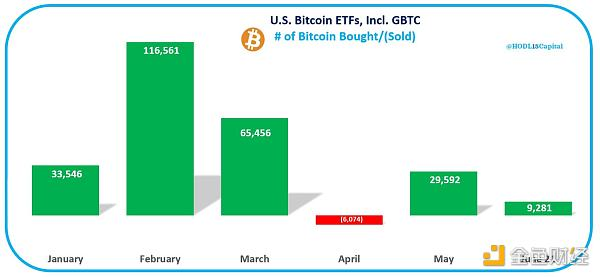 U.S. Bitcoin ETFs, Incl. GBTC
# of Bitcoin Bought/(Sold)
@HODL15Capital
116,561
65,456
33,546
29,592
9,281
(6,074)
January
February
March
April
May
金色财经